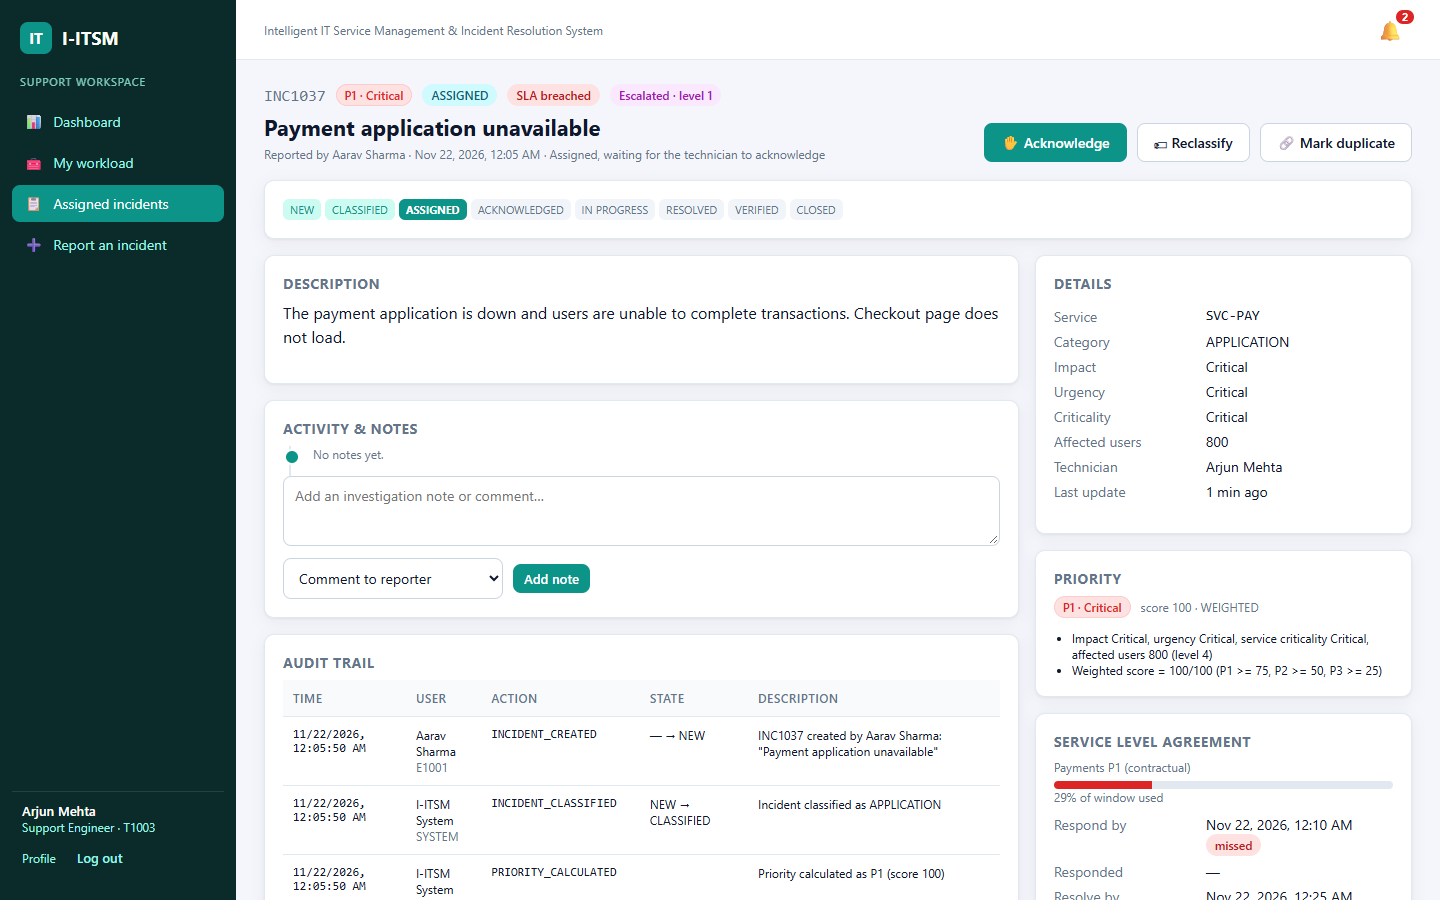 IT I-ITSM
SUPPORT WORKSPACE
Dashboard
My workload
Assigned incidents
Report an incident
Arjun Mehta
Support Engineer · T1003
Profile Log out
Intelligent IT Service Management & Incident Resolution System
2
INC1037 P1 · Critical ASSIGNED SLA breached Escalated · level 1
Payment application unavailable
Reported by Aarav Sharma · Nov 22, 2026, 12:05 AM · Assigned, waiting for the technician to acknowledge
Acknowledge Reclassify Mark duplicate
NEW CLASSIFIED ASSIGNED ACKNOWLEDGED IN PROGRESS RESOLVED VERIFIED CLOSED
DESCRIPTION
The payment application is down and users are unable to complete transactions. Checkout page does
not load.
ACTIVITY & NOTES
No notes yet.
Add an investigation note or comment...
Comment to reporter Add note
AUDIT TRAIL
TIME USER ACTION STATE DESCRIPTION
11/22/2026, 12:05:50 AM Aarav Sharma E1001 INCIDENT_CREATED — → NEW INC1037 created by Aarav Sharma: "Payment application unavailable"
11/22/2026, 12:05:50 AM I-ITSM System SYSTEM INCIDENT_CLASSIFIED NEW → CLASSIFIED Incident classified as APPLICATION
11/22/2026, 12:05:50 AM I-ITSM System PRIORITY_CALCULATED Priority calculated as P1 (score 100)
DETAILS
Service SVC-PAY
Category APPLICATION
Impact Critical
Urgency Critical
Criticality Critical
Affected users 800
Technician Arjun Mehta
Last update 1 min ago
PRIORITY
P1 · Critical score 100 · WEIGHTED
• Impact Critical, urgency Critical, service criticality Critical,
affected users 800 (level 4)
• Weighted score = 100/100 (P1 >= 75, P2 >= 50, P3 >= 25)
SERVICE LEVEL AGREEMENT
Payments P1 (contractual)
29% of window used
Respond by Nov 22, 2026, 12:10 AM
missed
Responded —
Resolve by Nov 22, 2026, 12:25 AM